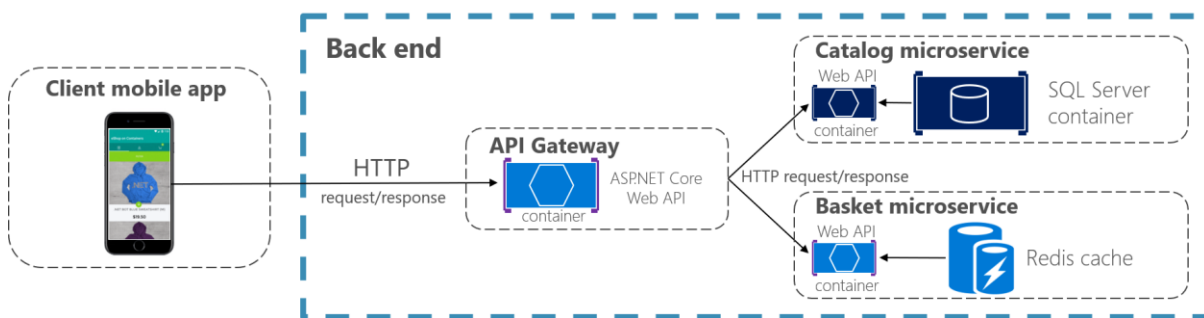 Back end
Client mobile app
HTTP
request/response
API Gateway
ASP.NET Core
Web API
container
HTTP request/response
Catalog microservice
Web API
container
SQL Server
container
Basket microservice
Web API
container
Redis cache
.NET